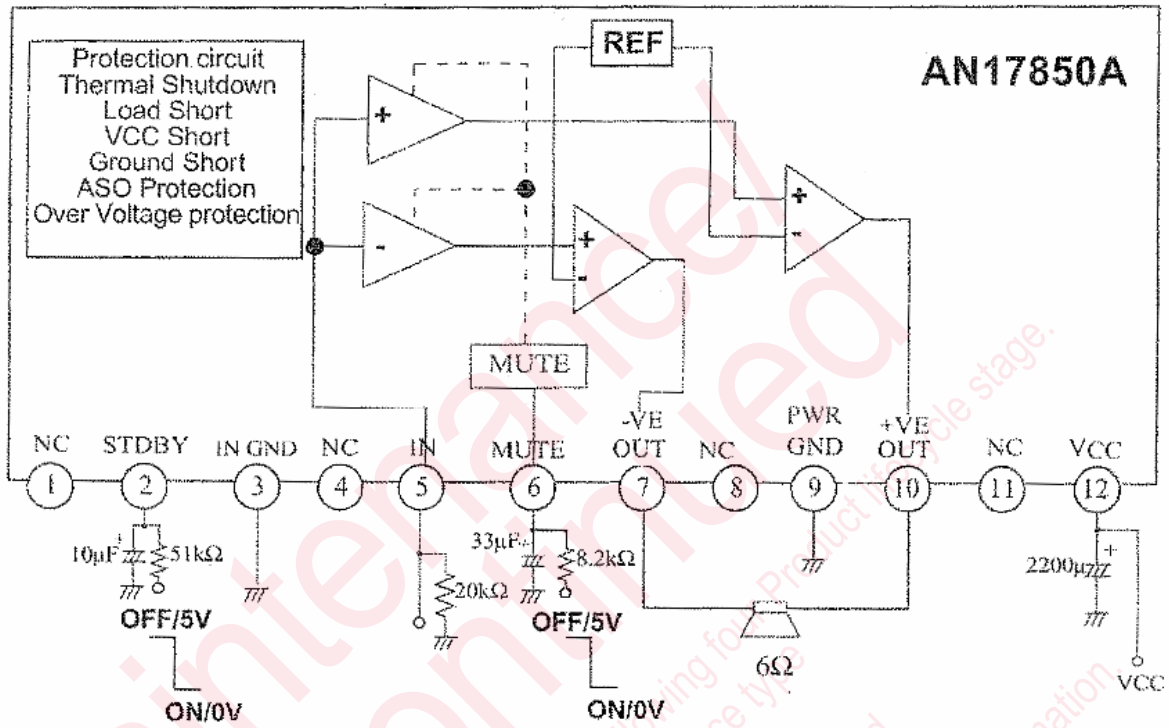 Protection circuit
Thermal Shutdown
Load Short
VCC Short
Ground Short
ASO Protection
Over Voltage protection
REF
AN17850A
+
-
+
-
+
-
MUTE
NC
STDBY
IN GND
NC
IN
MUTE
-VE
OUT
NC
PWR
GND
+VE
OUT
NC
VCC
1
2
3
4
5
6
7
8
9
10
11
12
10μF
+
51kΩ
20kΩ
33μF
+
8.2kΩ
6Ω
2200μ
+
VCC
OFF/5V
ON/0V
OFF/5V
ON/0V
Product lifecycle stage.